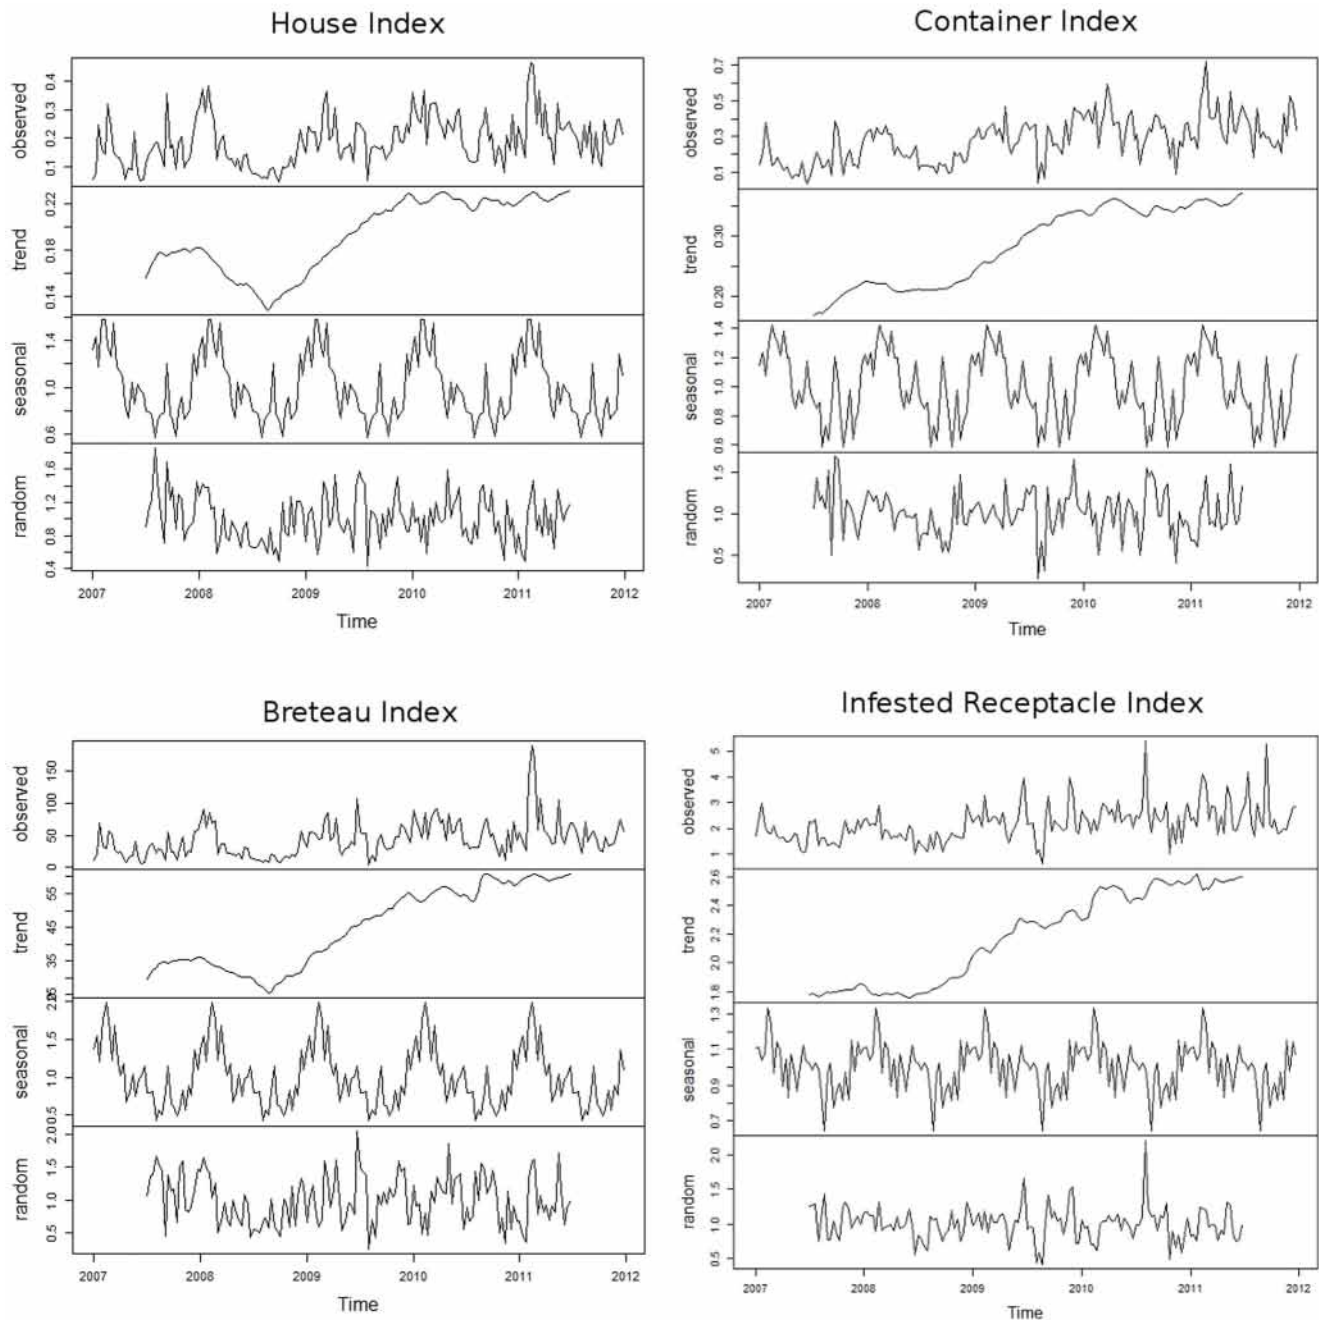 House Index
observed
0.1 0.2 0.3 0.4
trend
0.14 0.18 0.22
seasonal
0.6 1.0 1.4
random
0.4 0.8 1.2 1.6
2007 2008 2009 2010 2011 2012
Time
Container Index
observed
0.1 0.3 0.5 0.7
trend
0.20 0.30
seasonal
0.6 0.8 1.0 1.2 1.4
random
0.5 1.0 1.5
2007 2008 2009 2010 2011 2012
Time
Breteau Index
observed
0 50 100 150
trend
25 35 45 55
seasonal
0.5 1.0 1.5 2.0
random
0.5 1.0 1.5 2.0
2007 2008 2009 2010 2011 2012
Time
Infested Receptacle Index
observed
1 2 3 4 5
trend
1.8 2.0 2.2 2.4 2.6
seasonal
0.7 0.9 1.1 1.3
random
0.5 1.0 1.5 2.0
2007 2008 2009 2010 2011 2012
Time